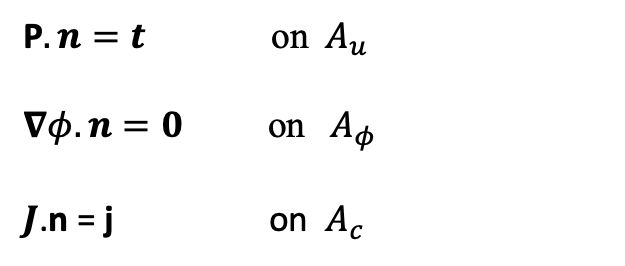 P.n = t on A_u
∇ϕ.n = 0 on A_ϕ
J.n = j on A_c